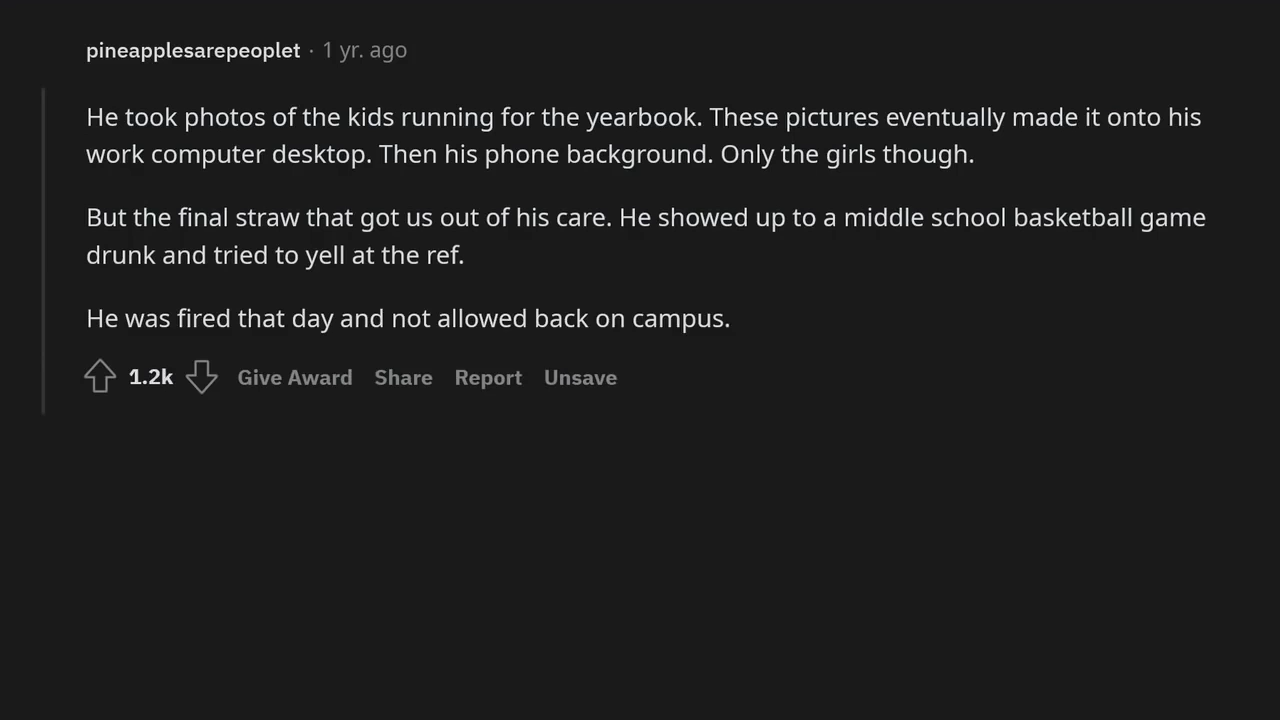 pineapplesarepeoplet · 1 yr. ago
He took photos of the kids running for the yearbook. These pictures eventually made it onto his
work computer desktop. Then his phone background. Only the girls though.
But the final straw that got us out of his care. He showed up to a middle school basketball game
drunk and tried to yell at the ref.
He was fired that day and not allowed back on campus.
1.2k Give Award Share Report Unsave